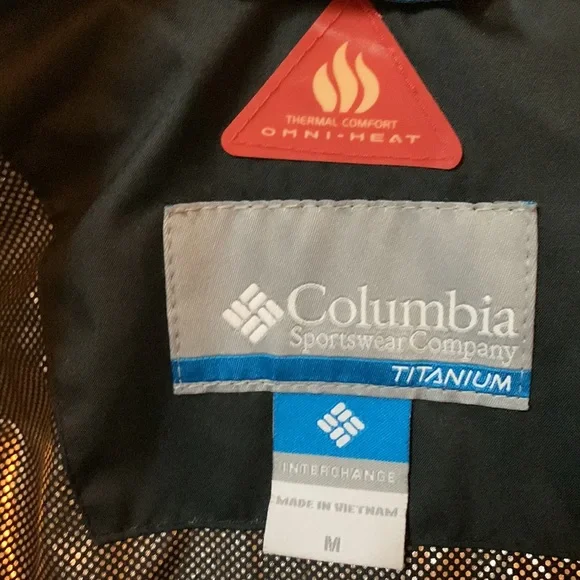 THERMAL COMFORT
OMNI-HEAT
Columbia
Sportswear Company
TITANIUM
INTERCHANGE
MADE IN VIETNAM
M